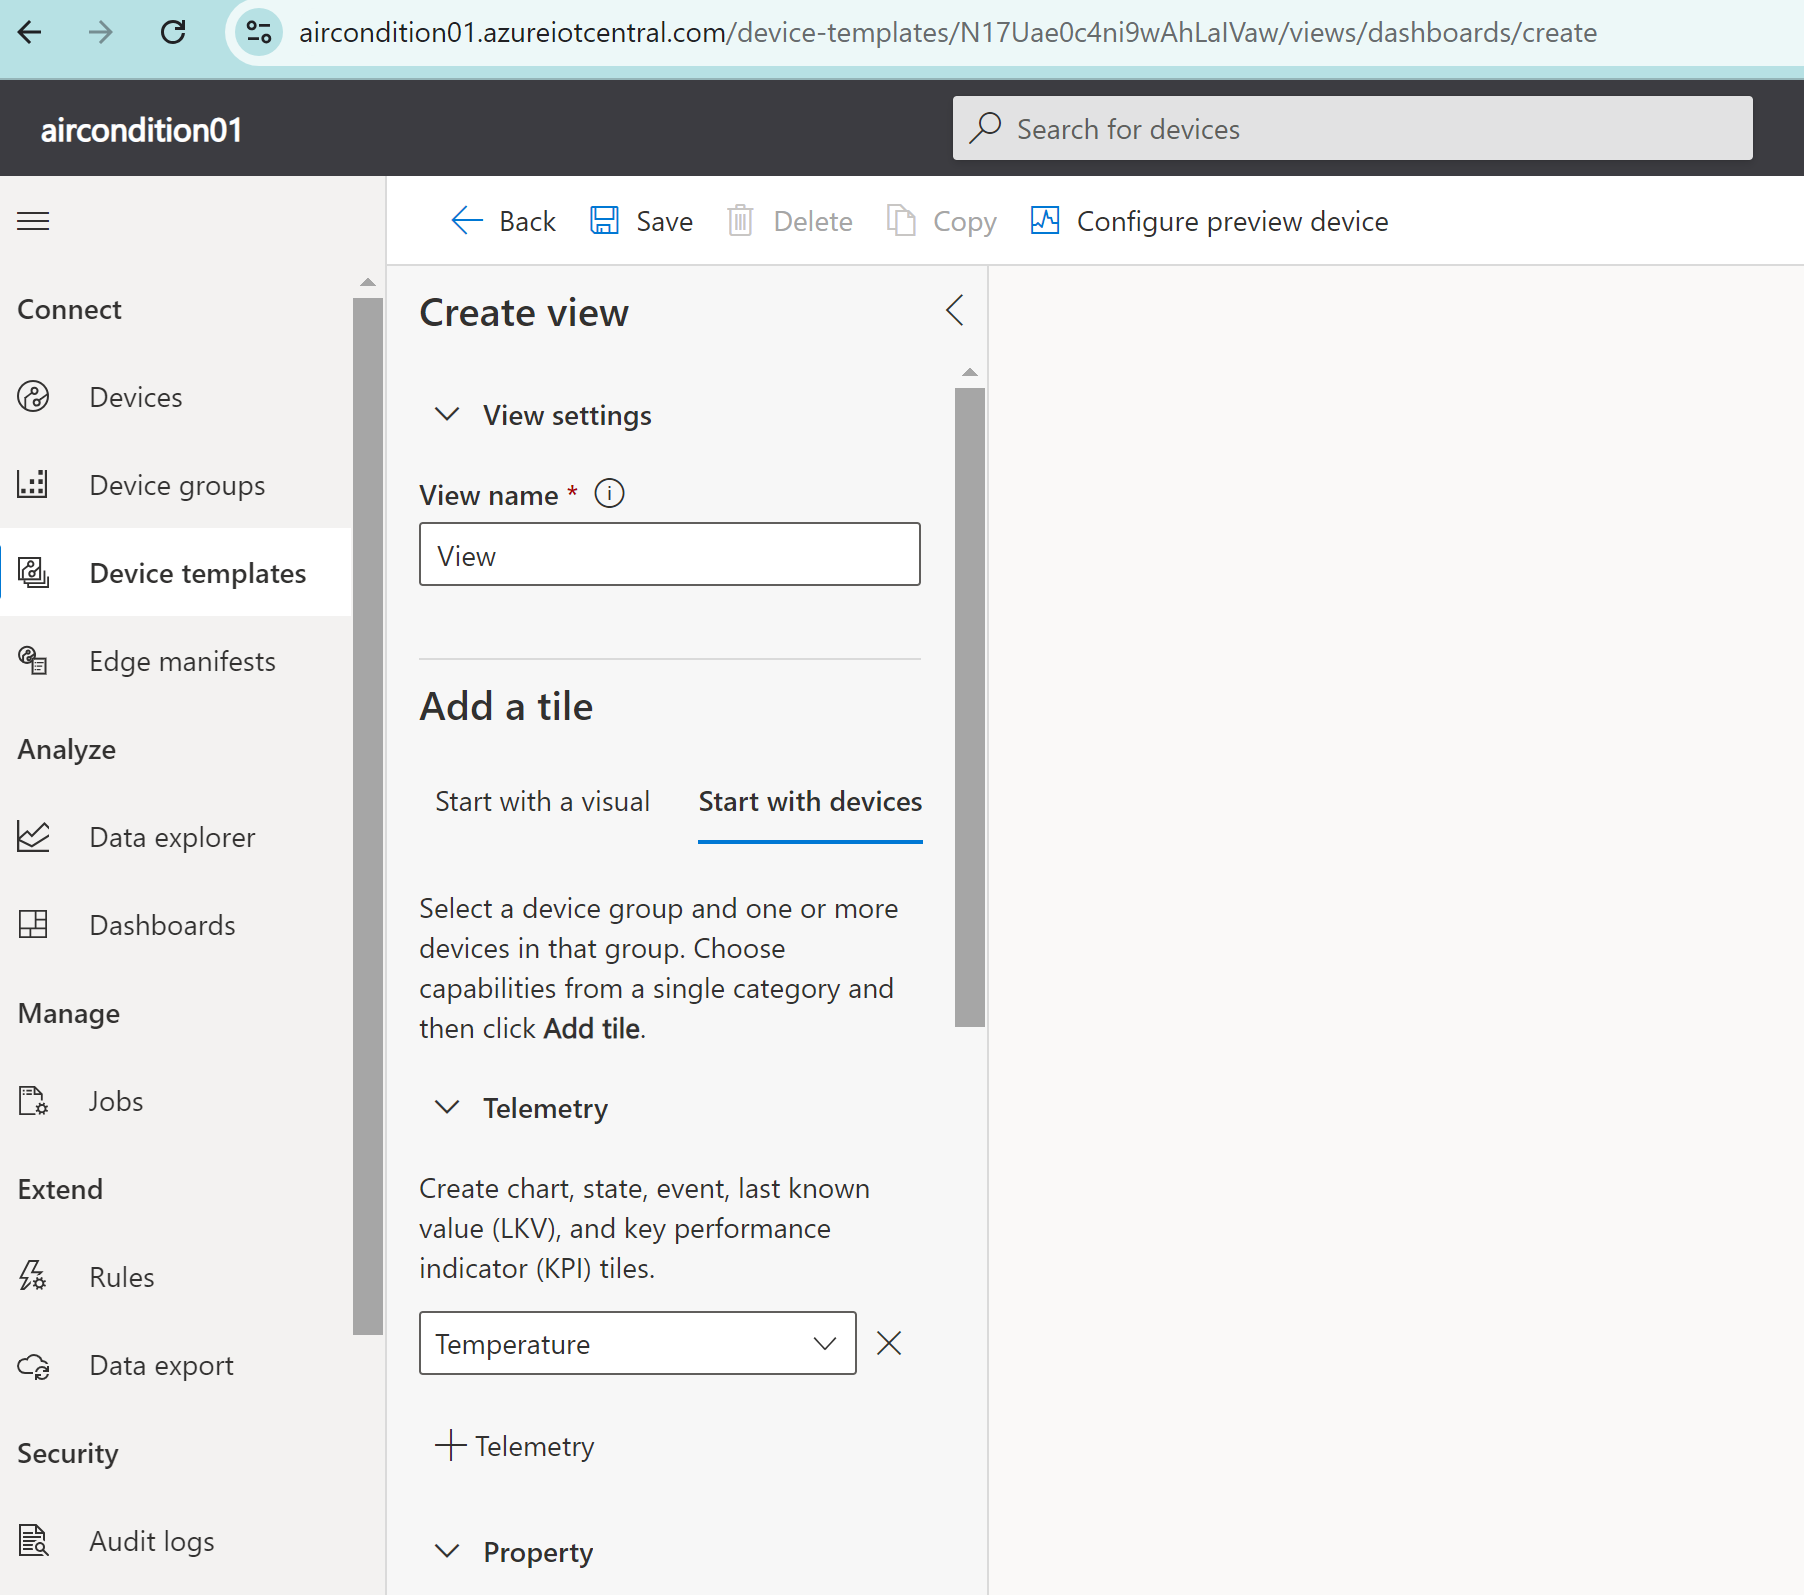 aircondition01.azureiotcentral.com/device-templates/N17Uae0c4ni9wAhLaIVaw/views/dashboards/create
aircondition01
Search for devices
Back Save Delete Copy Configure preview device
Connect
Devices
Device groups
Device templates
Edge manifests
Analyze
Data explorer
Dashboards
Manage
Jobs
Extend
Rules
Data export
Security
Audit logs
Create view
View settings
View name *
View
Add a tile
Start with a visual Start with devices
Select a device group and one or more
devices in that group. Choose
capabilities from a single category and
then click Add tile.
Telemetry
Create chart, state, event, last known
value (LKV), and key performance
indicator (KPI) tiles.
Temperature
Telemetry
Property